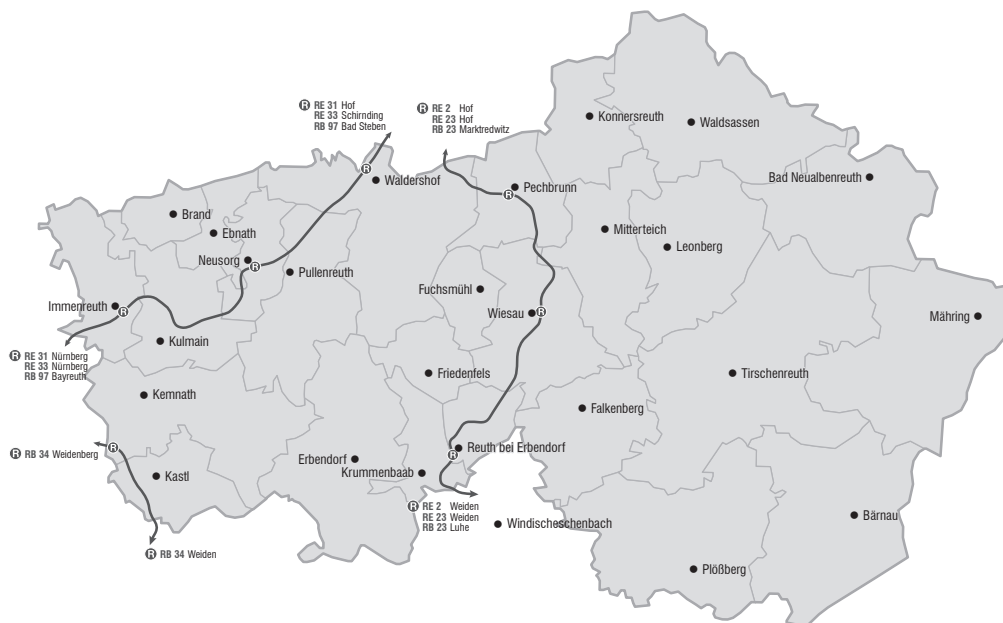 R RE 31 Hof
RE 33 Schirnding
RB 97 Bad Steben
R RE 2 Hof
RE 23 Hof
RB 23 Marktredwitz
Konnersreuth
Waldsassen
Bad Neualbenreuth
R
Waldershof
R
Pechbrunn
Brand
Ebnath
Mitterteich
Leonberg
Neusorg
R
Pullenreuth
Fuchsmühl
Immenreuth
R
Wiesau
R
Mähring
Kulmain
R RE 31 Nürnberg
RE 33 Nürnberg
RB 97 Bayreuth
Friedenfels
Tirschenreuth
Kemnath
Falkenberg
R RB 34 Weidenberg
R
Reuth bei Erbendorf
R
Erbendorf
Krummenbaab
Kastl
R RE 2 Weiden
RE 23 Weiden
RB 23 Luhe
Windischeschenbach
Bärnau
R RB 34 Weiden
Plößberg